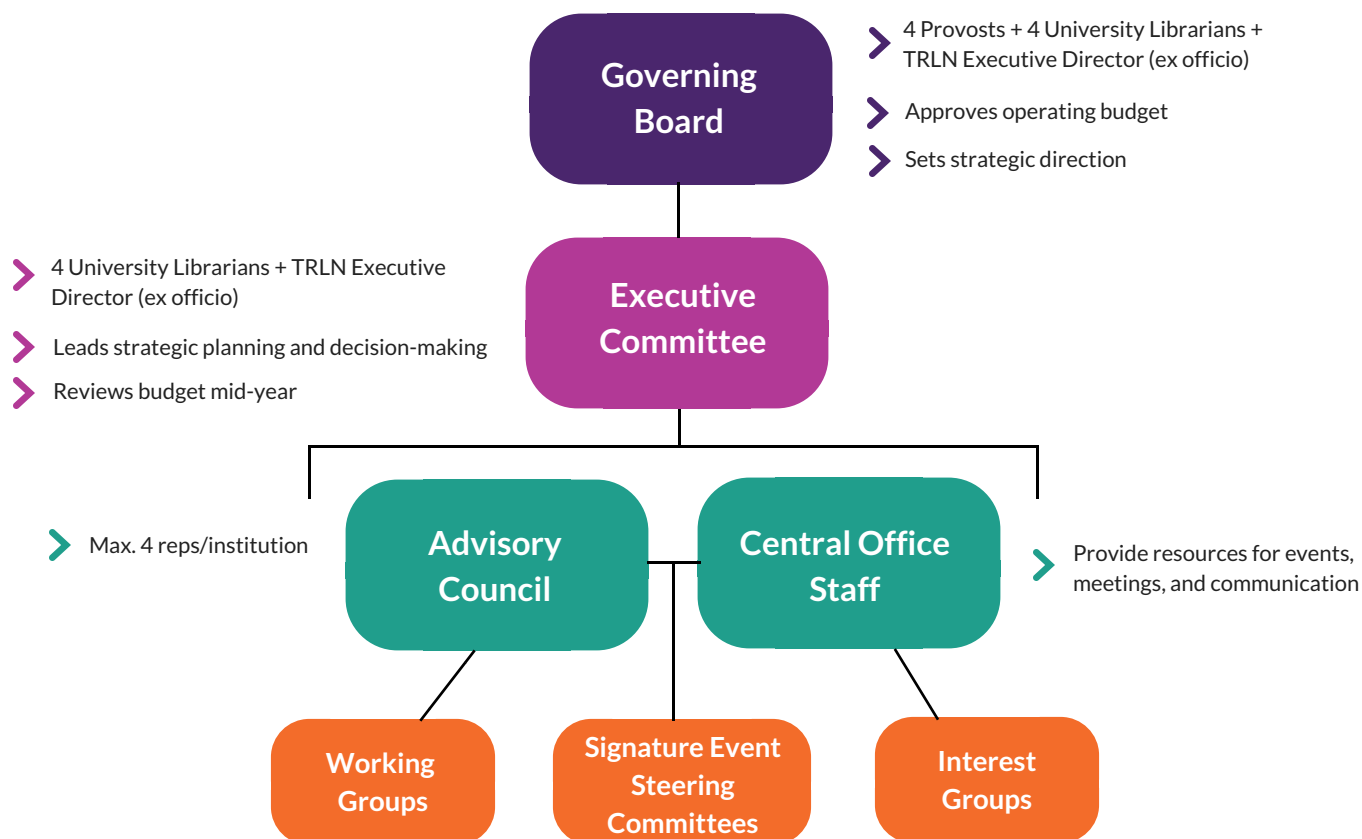 Governing
Board
4 Provosts + 4 University Librarians +
TRLN Executive Director (ex officio)
Approves operating budget
Sets strategic direction
4 University Librarians + TRLN Executive
Director (ex officio)
Leads strategic planning and decision-making
Reviews budget mid-year
Executive
Committee
Max. 4 reps/institution
Advisory
Council
Central Office
Staff
Provide resources for events,
meetings, and communication
Working
Groups
Signature Event
Steering
Committees
Interest
Groups